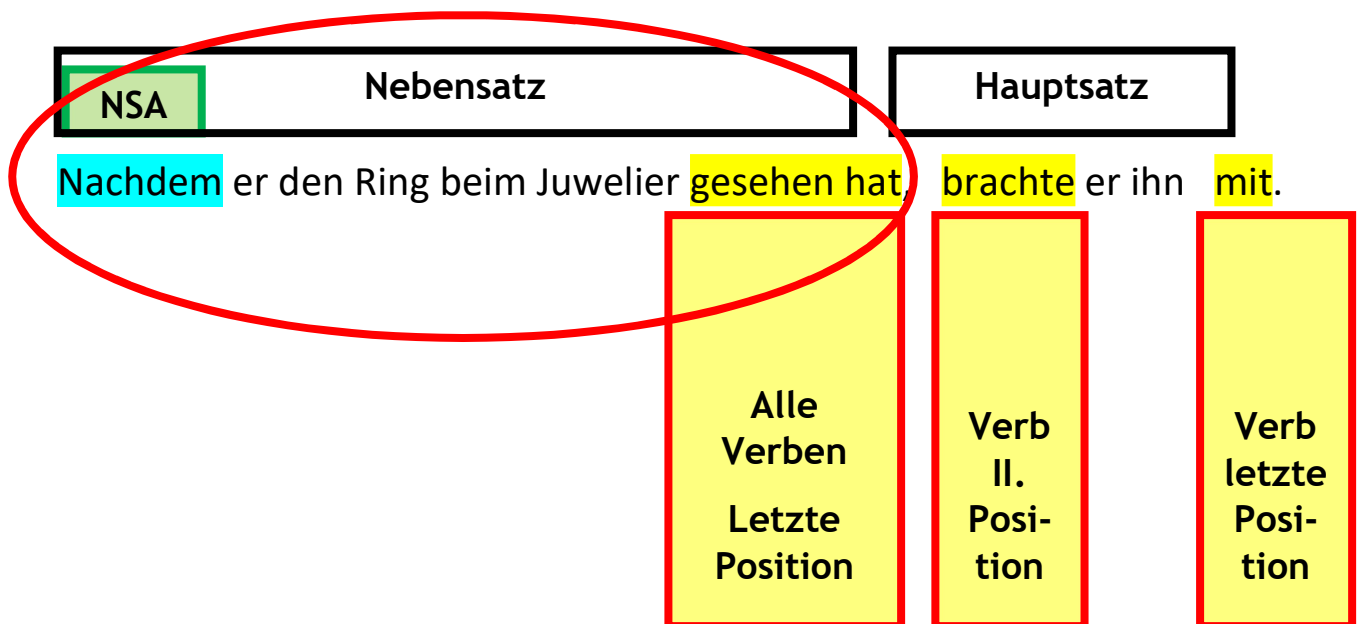 NSA Nebensatz Hauptsatz
Nachdem er den Ring beim Juwelier gesehen hat, brachte er ihn mit.
Alle
Verben
Letzte
Position
Verb
II.
Posi-
tion
Verb
letzte
Posi-
tion